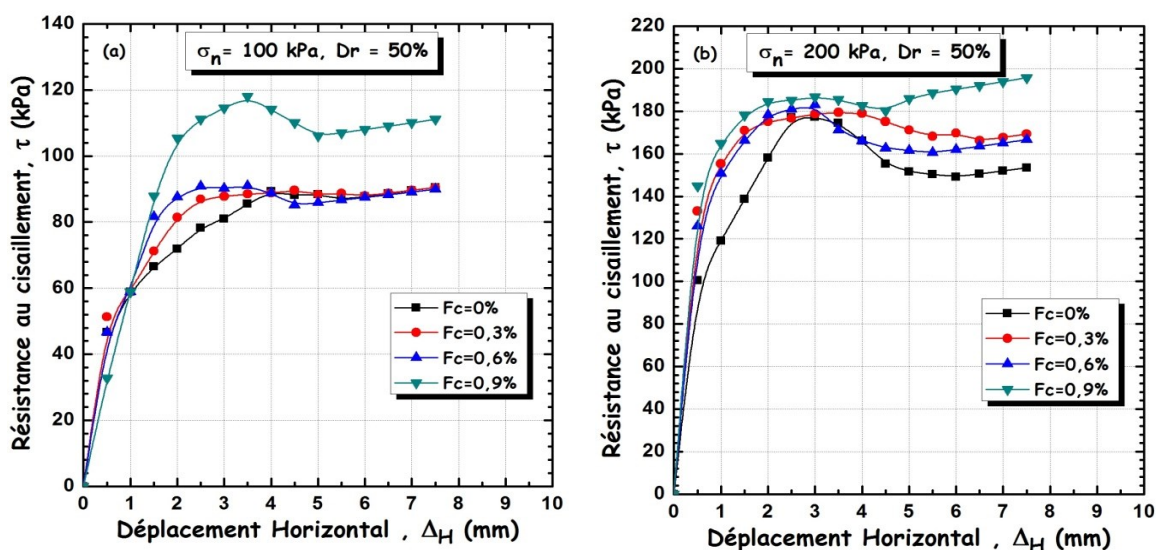 (a)
σn= 100 kPa, Dr = 50%
Résistance au cisaillement, τ (kPa)
140
120
100
80
60
40
20
0
Fc=0%
Fc=0,3%
Fc=0,6%
Fc=0,9%
0 1 2 3 4 5 6 7 8 9 10
Déplacement Horizontal , ΔH (mm)
(b)
σn= 200 kPa, Dr = 50%
Résistance au cisaillement, τ (kPa)
220
200
180
160
140
120
100
80
60
40
20
0
Fc=0%
Fc=0,3%
Fc=0,6%
Fc=0,9%
0 1 2 3 4 5 6 7 8 9 10
Déplacement Horizontal , ΔH (mm)